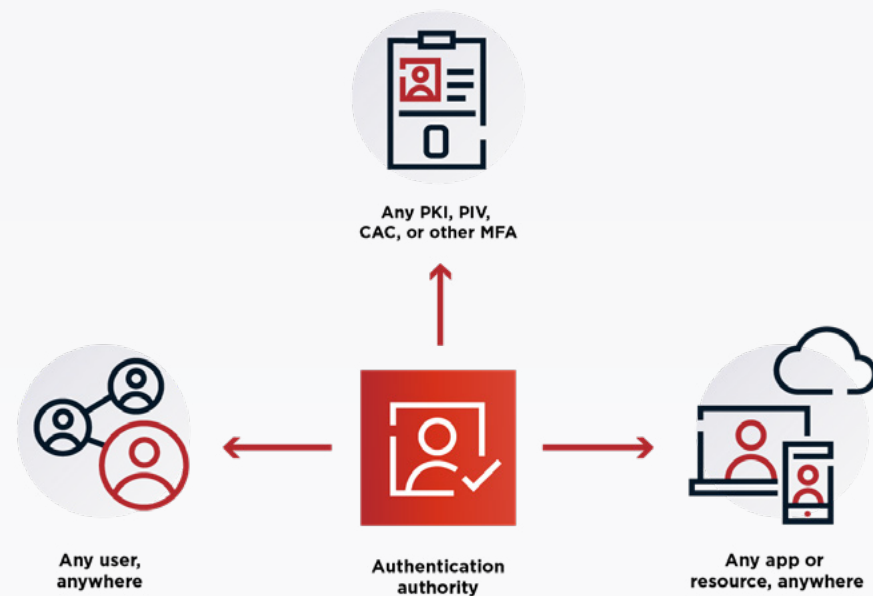 Any PKI, PIV,
CAC, or other MFA
Any user,
anywhere
Authentication
authority
Any app or
resource, anywhere